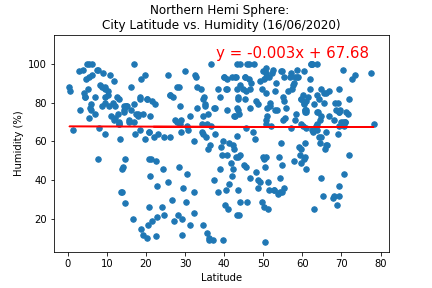 Northern Hemi Sphere:
City Latitude vs. Humidity (16/06/2020)
y = -0.003x + 67.68
Humidity (%)
100
80
60
40
20
0 10 20 30 40 50 60 70 80
Latitude